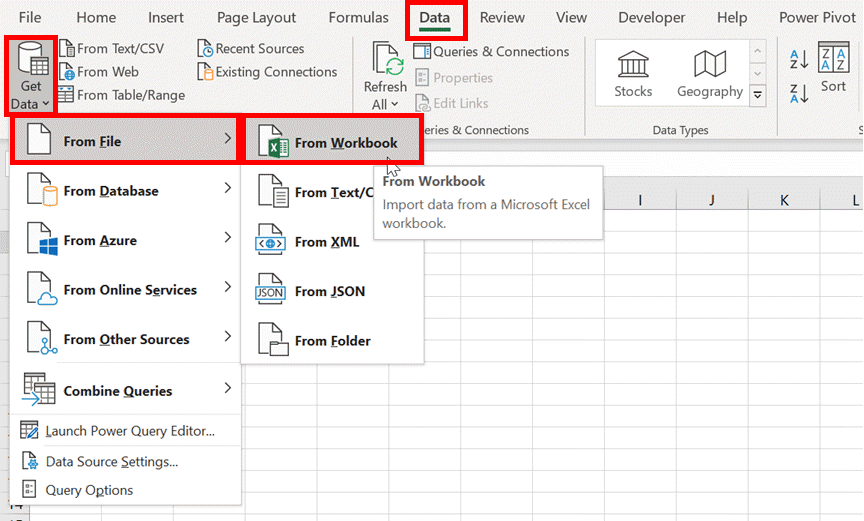 File Home Insert Page Layout Formulas Data Review View Developer Help Power Pivot
Get
Data
From Text/CSV
From Web
From Table/Range
Recent Sources
Existing Connections
Refresh
All
Queries & Connections
Properties
Edit Links
eries & Connections
Stocks
Geography
Data Types
A
Z
Z
A
Z A
A Z
Sort
From File
From Database
From Azure
From Online Services
From Other Sources
Combine Queries
Launch Power Query Editor...
Data Source Settings...
Query Options
From Workbook
From Text/C
From XML
JSON
From JSON
From Folder
From Workbook
Import data from a Microsoft Excel
workbook.
I J K L
14